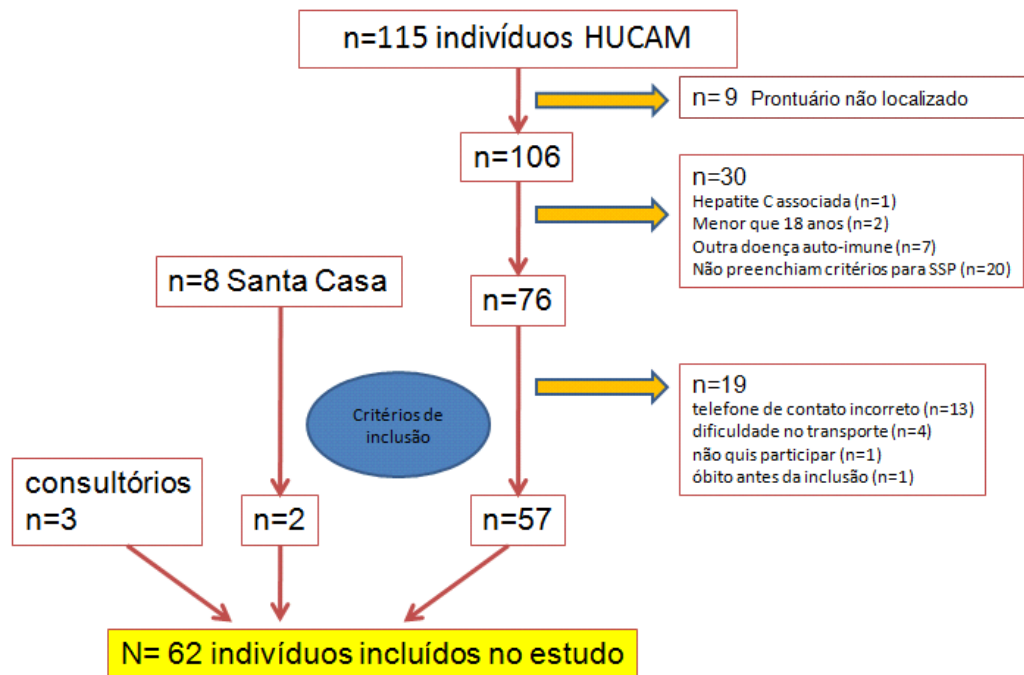 n=115 indivíduos HUCAM
n= 9 Prontuário não localizado
n=106
n=30
Hepatite C associada (n=1)
Menor que 18 anos (n=2)
Outra doença auto-imune (n=7)
Não preenchiam critérios para SSP (n=20)
n=8 Santa Casa
n=76
Critérios de
inclusão
n=19
telefone de contato incorreto (n=13)
dificuldade no transporte (n=4)
não quis participar (n=1)
óbito antes da inclusão (n=1)
consultórios
n=3
n=2
n=57
N= 62 indivíduos incluídos no estudo